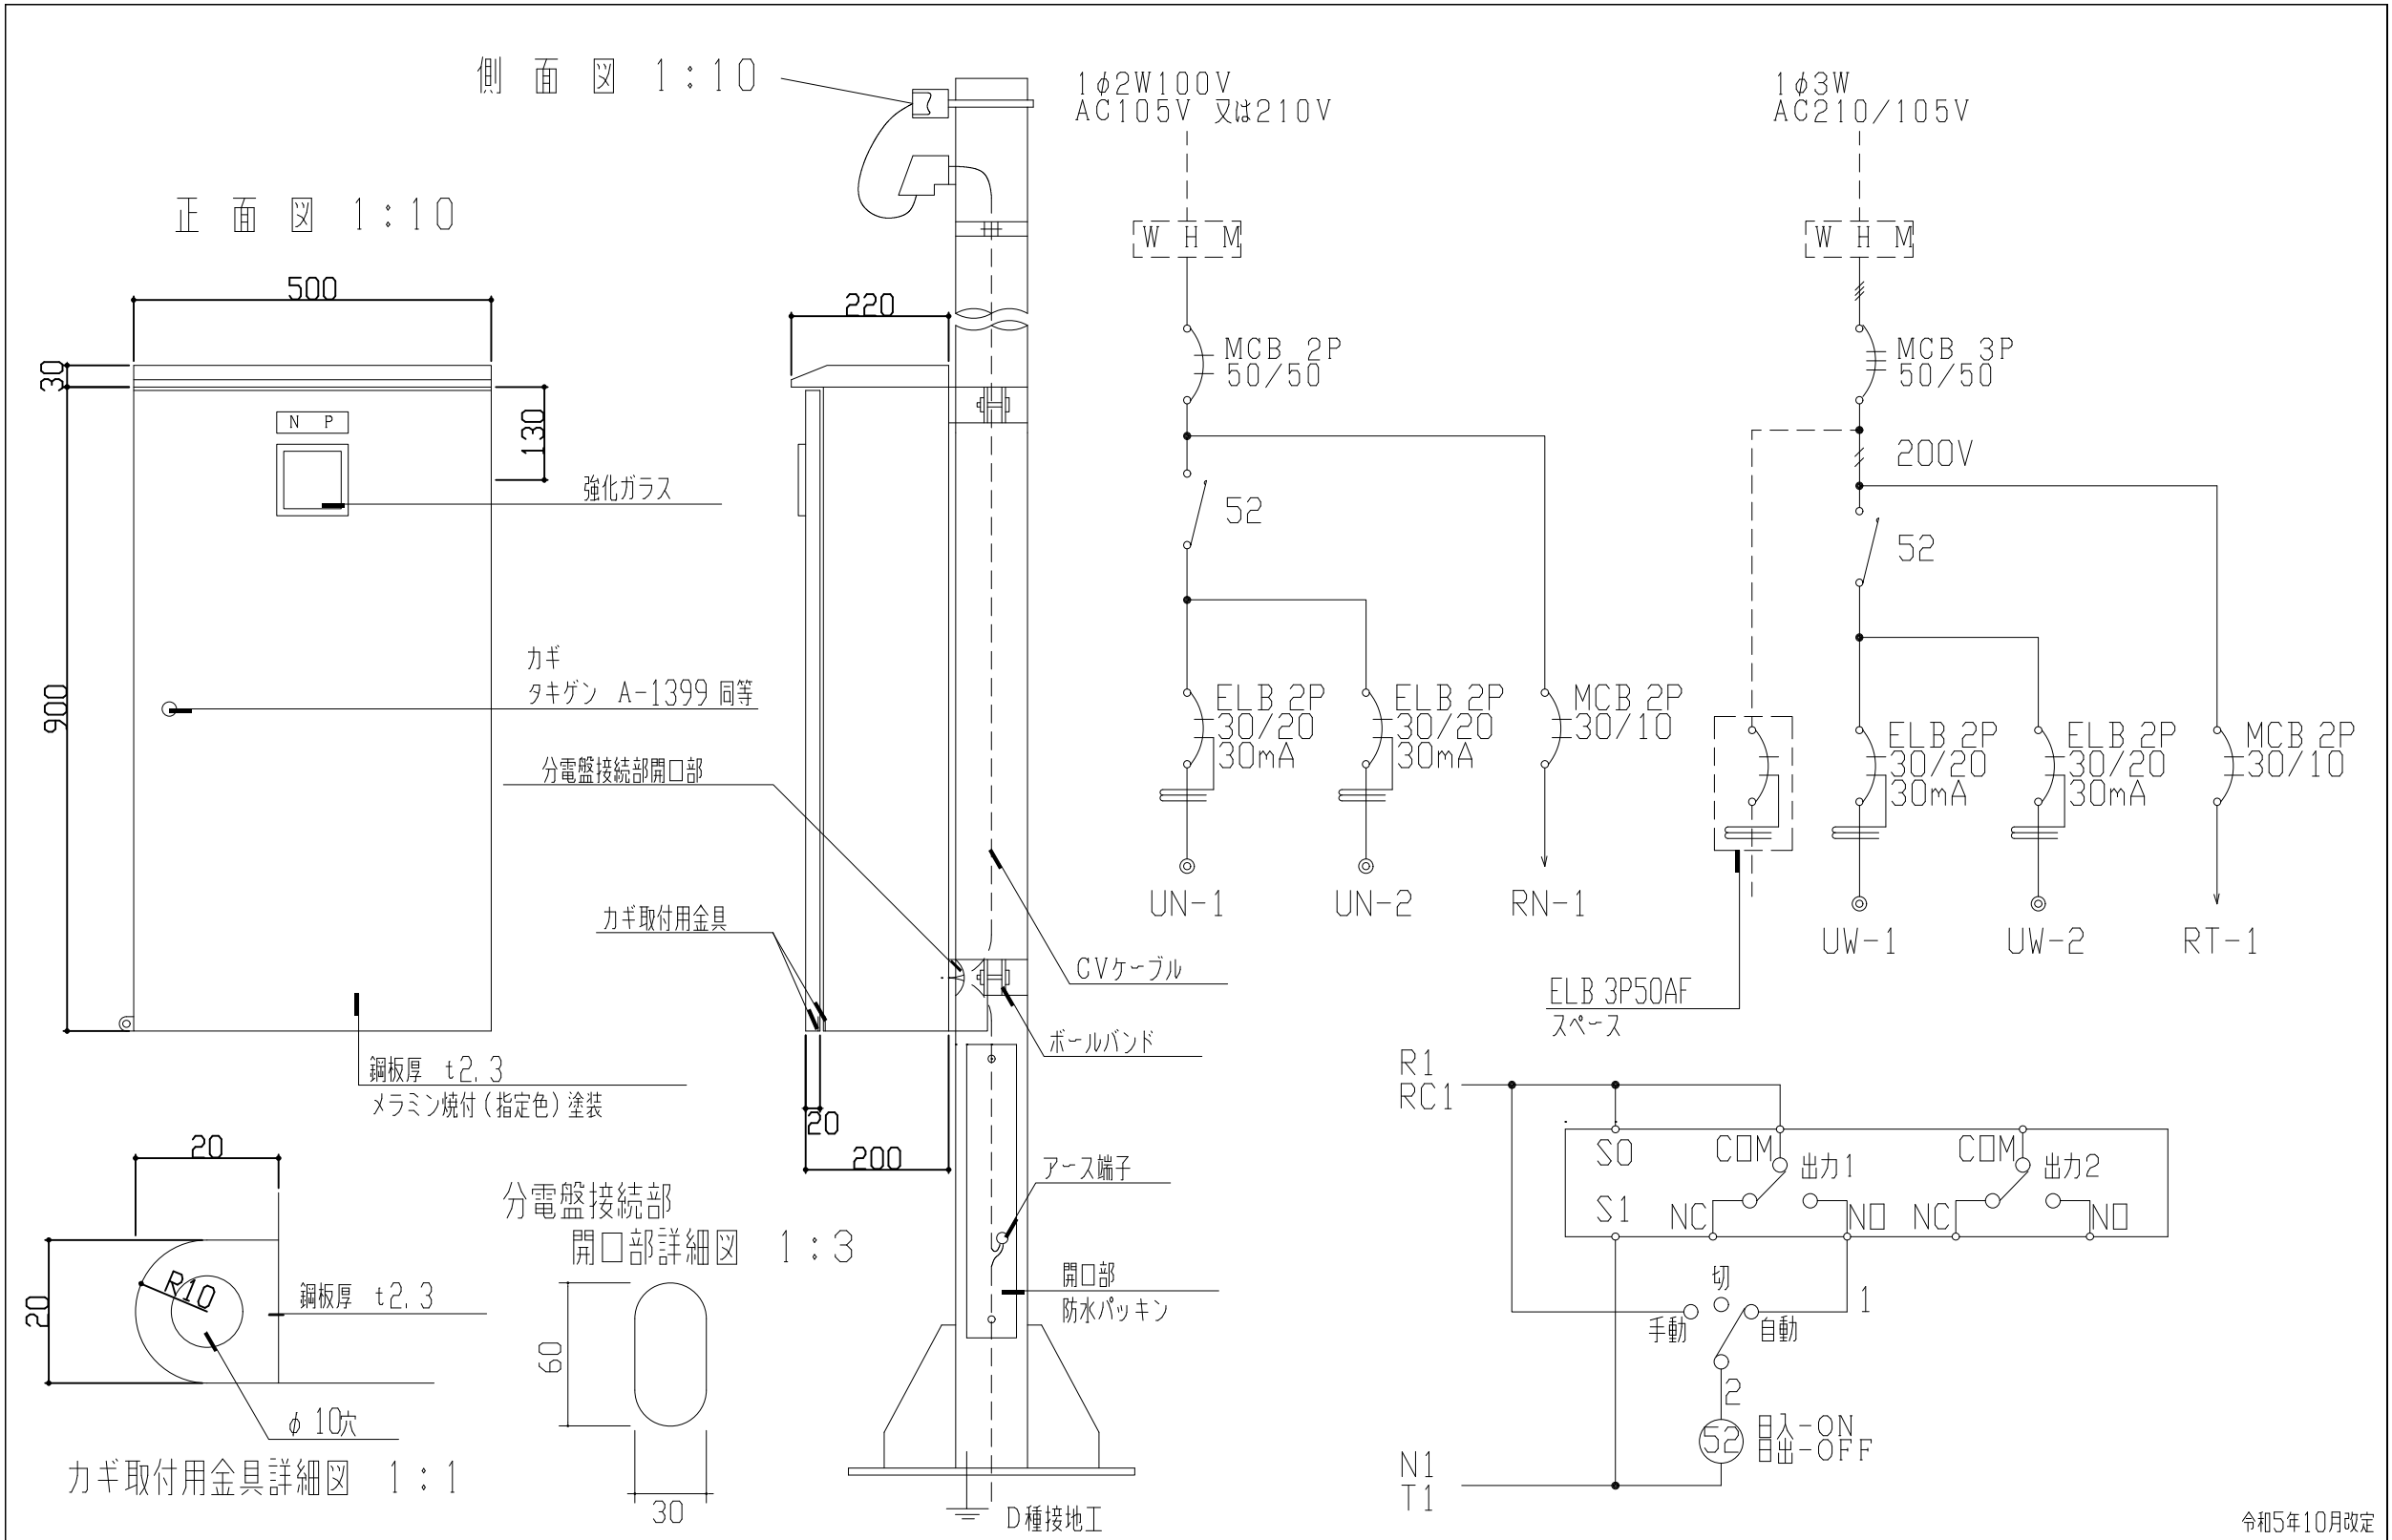 側 面 図 1:10
正 面 図 1:10
500
30
130
900
N P
強化ガラス
カギ
タキゲン A-1399 同等
分電盤接続部開口部
カギ取付用金具
鋼板厚 t2.3
メラミン焼付(指定色)塗装
220
20
200
CVケーブル
ボールバンド
アース端子
開口部
防水パッキン
D種接地工
20
20
R10
鋼板厚 t2.3
φ10穴
カギ取付用金具詳細図 1:1
分電盤接続部
開口部詳細図 1:3
60
30
1φ2W100V
AC105V 又は210V
W H M
MCB 2P
50/50
52
ELB 2P
30/20
30mA
ELB 2P
30/20
30mA
MCB 2P
30/10
UN-1
UN-2
RN-1
1φ3W
AC210/105V
W H M
MCB 3P
50/50
200V
52
ELB 2P
30/20
30mA
ELB 2P
30/20
30mA
MCB 2P
30/10
UW-1
UW-2
RT-1
ELB 3P50AF
スペース
R1
RC1
S0
COM
出力1
COM
出力2
S1
NC
NO
NC
NO
切
手動
自動
1
2
52
日入-ON
日出-OFF
N1
T1
令和5年10月改定